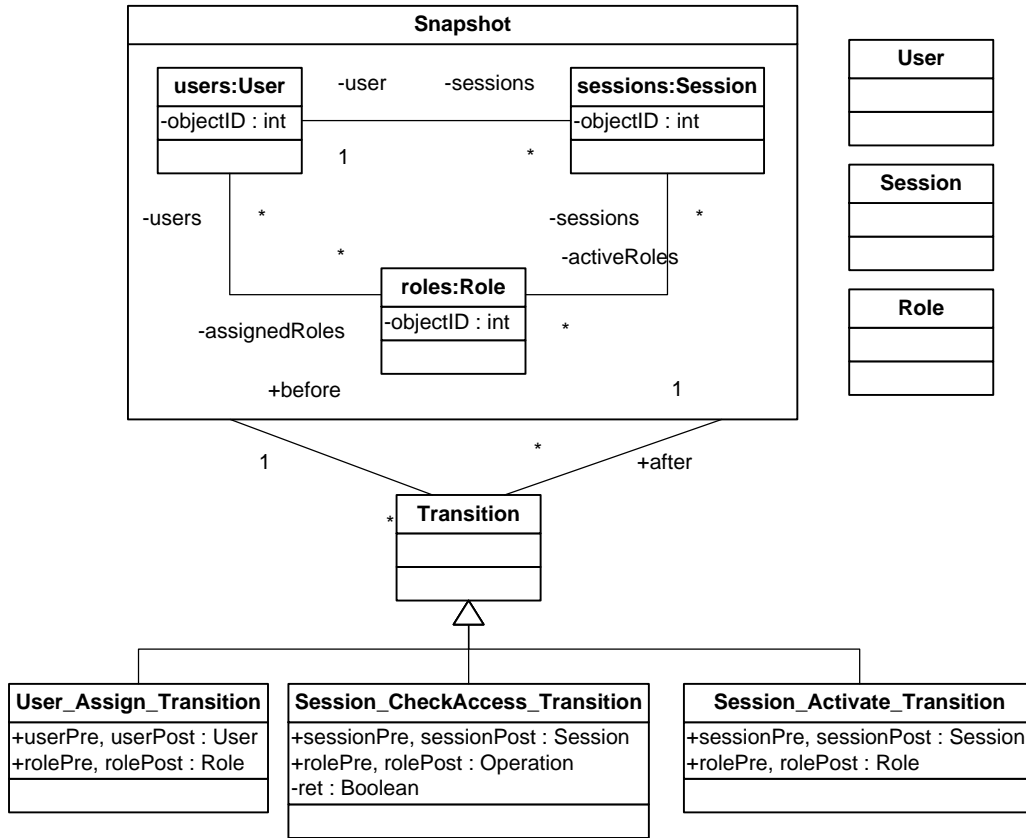 Snapshot
users:User
-objectID : int
-user
-sessions
sessions:Session
-objectID : int
1
*
-users
*
-sessions
*
*
-activeRoles
roles:Role
-objectID : int
-assignedRoles
*
+before
1
1
*
+after
User
Session
Role
*
Transition
User_Assign_Transition
+userPre, userPost : User
+rolePre, rolePost : Role
Session_CheckAccess_Transition
+sessionPre, sessionPost : Session
+rolePre, rolePost : Operation
-ret : Boolean
Session_Activate_Transition
+sessionPre, sessionPost : Session
+rolePre, rolePost : Role